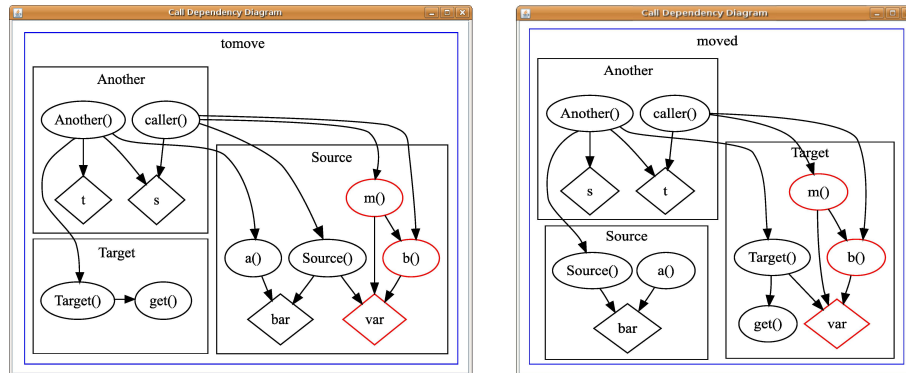 Call Dependency Diagram
tomove
Another
Another()
caller()
t
s
Source
m()
a()
Source()
b()
bar
var
Target
Target()
get()
Call Dependency Diagram
moved
Another
Another()
caller()
s
t
Target
m()
Target()
b()
get()
var
Source
Source()
a()
bar